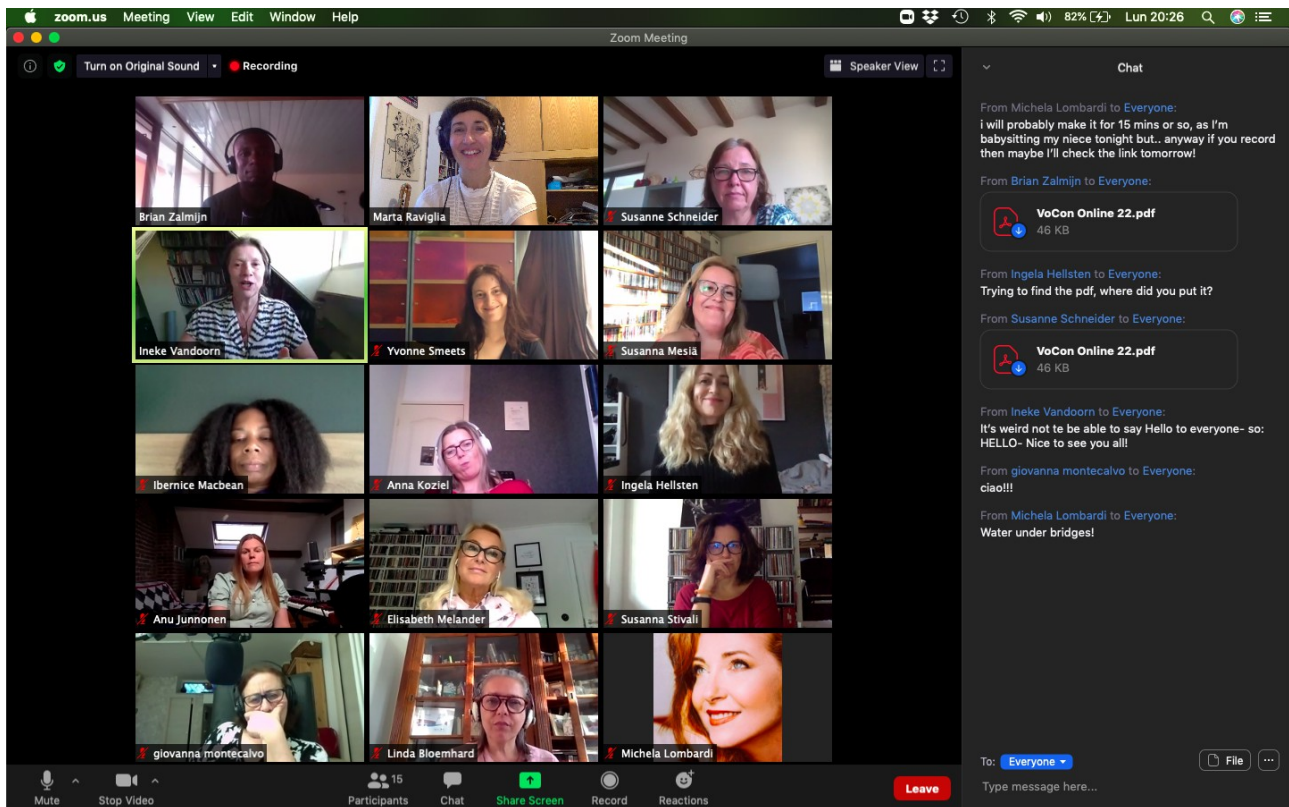 zoom.us Meeting View Edit Window Help 82% Lun 20:26
Zoom Meeting
Turn on Original Sound Recording Speaker View
Brian Zalmijn Marta Raviglia Susanne Schneider
Ineke Vandoorn Yvonne Smeets Susanna Mesiä
Ibernice Macbean Anna Koziel Ingela Hellsten
Anu Junnonen Elisabeth Melander Susanna Stivali
giovanna montecalvo Linda Bloemhard Michela Lombardi
Mute Stop Video Participants 15 Chat Share Screen Record Reactions Leave
Chat
From Michela Lombardi to Everyone:
i will probably make it for 15 mins or so, as I'm
babysitting my niece tonight but.. anyway if you record
then maybe I'll check the link tomorrow!
From Brian Zalmijn to Everyone:
VoCon Online 22.pdf
46 KB
From Ingela Hellsten to Everyone:
Trying to find the pdf, where did you put it?
From Susanne Schneider to Everyone:
VoCon Online 22.pdf
46 KB
From Ineke Vandoorn to Everyone:
It's weird not te be able to say Hello to everyone- so:
HELLO- Nice to see you all!
From giovanna montecalvo to Everyone:
ciao!!!
From Michela Lombardi to Everyone:
Water under bridges!
To: Everyone File
Type message here...